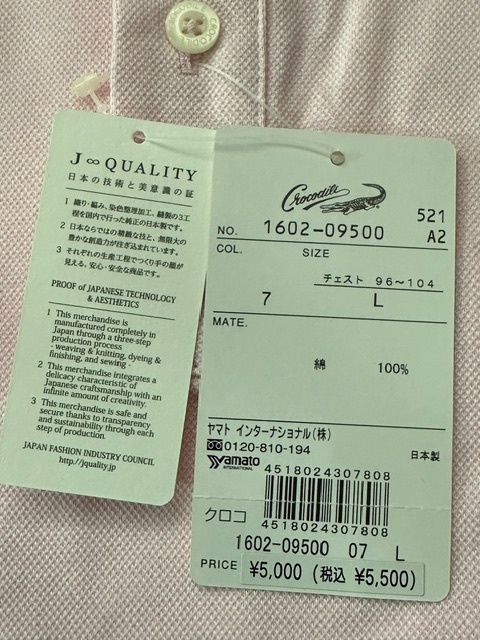 CROCODILE
J∞QUALITY
日本の技術と美意識の証
1 織り・編み、染色整理加工、縫製の3工
程を国内で行った純正の日本製です。
2 日本ならではの精緻な技と、無限大の
豊かな創造力が注ぎ込まれています。
3 それぞれの生産工程でつくり手の顔が
見える、安心・安全な商品です。
PROOF of JAPANESE TECHNOLOGY
& AESTHETICS
1 This merchandise is
manufactured completely in
Japan through a three-step
production process
- weaving & knitting, dyeing &
finishing, and sewing -
2 This merchandise integrates a
delicacy characteristic of
Japanese craftsmanship with an
infinite amount of creativity.
3 This merchandise is safe and
secure thanks to transparency
and sustainability through each
step of production.
JAPAN FASHION INDUSTRY COUNCIL
http://jquality.jp
Crocodile
521
NO. 1602-09500 A2
COL. SIZE
チェスト 96～104
7 L
MATE.
綿 100%
ヤマト インターナショナル(株)
0120-810-194 日本製
yamato
INTERNATIONAL
4518024307808
クロコ
4518024307808
1602-09500 07 L
PRICE ¥5,000 (税込 ¥5,500)